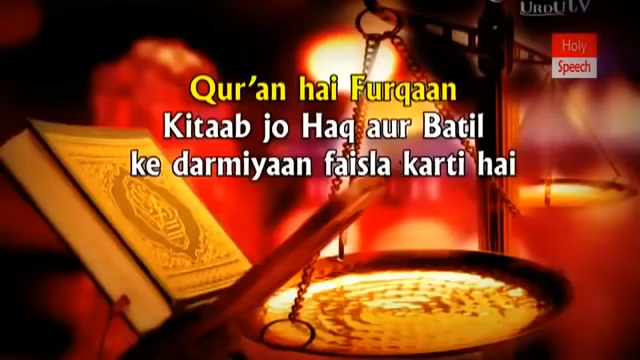 URDUTV
Holy
Speech
Qur'an hai Furqaan
Kitaab jo Haq aur Batil
ke darmiyaan faisla karti hai